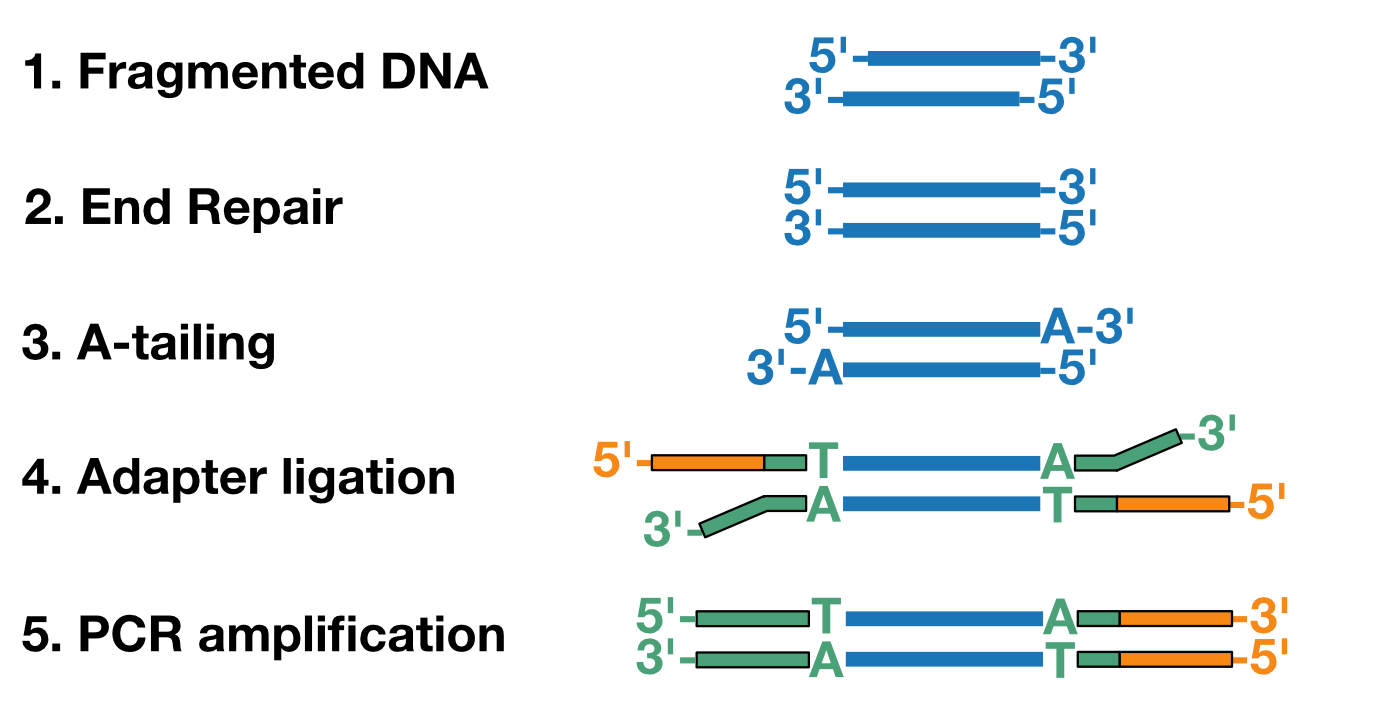 1. Fragmented DNA
5'-3'
3'-5'
2. End Repair
5'-3'
3'-5'
3. A-tailing
5'-A-3'
3'-A-5'
4. Adapter ligation
5'-T A-3'
3'-A T-5'
5. PCR amplification
5'-T A-3'
3'-A T-5'